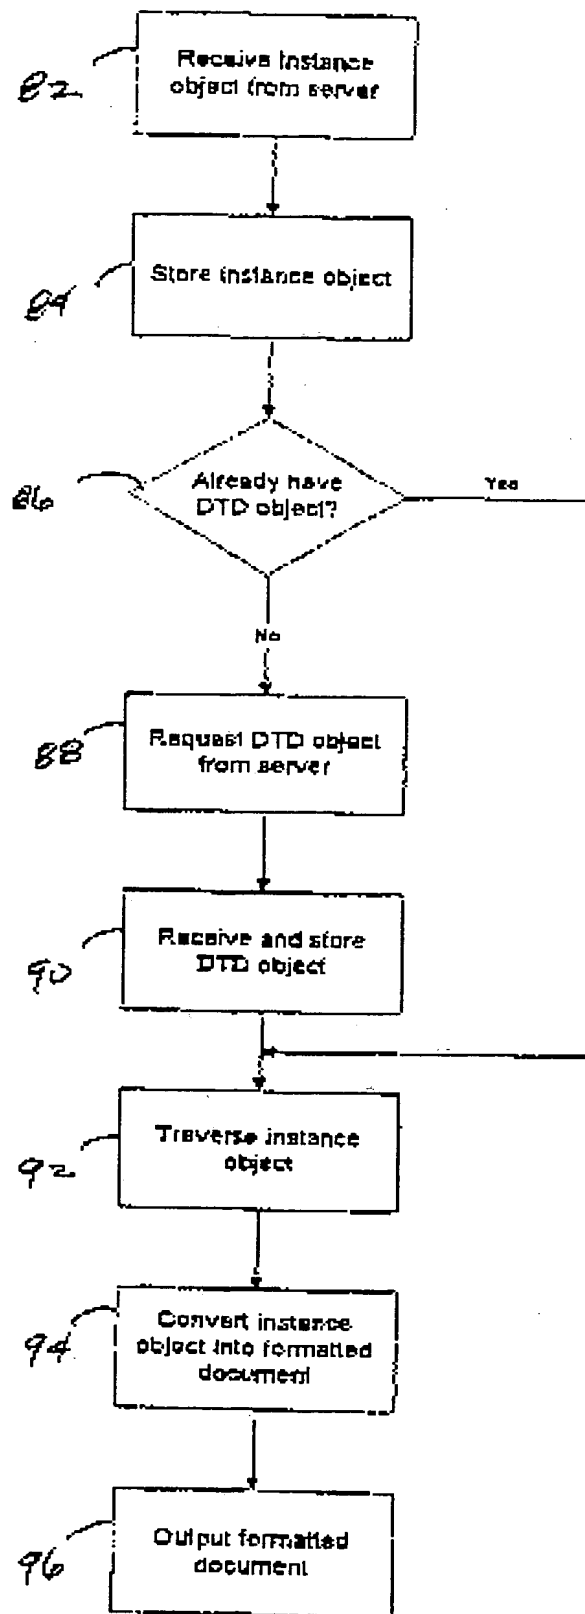 82
Receive instance
object from server
84
Store instance object
86
Already have
DTD object?
Yes
No
88
Request DTD object
from server
90
Receive and store
DTD object
92
Traverse instance
object
94
Convert instance
object into formatted
document
96
Output formatted
document